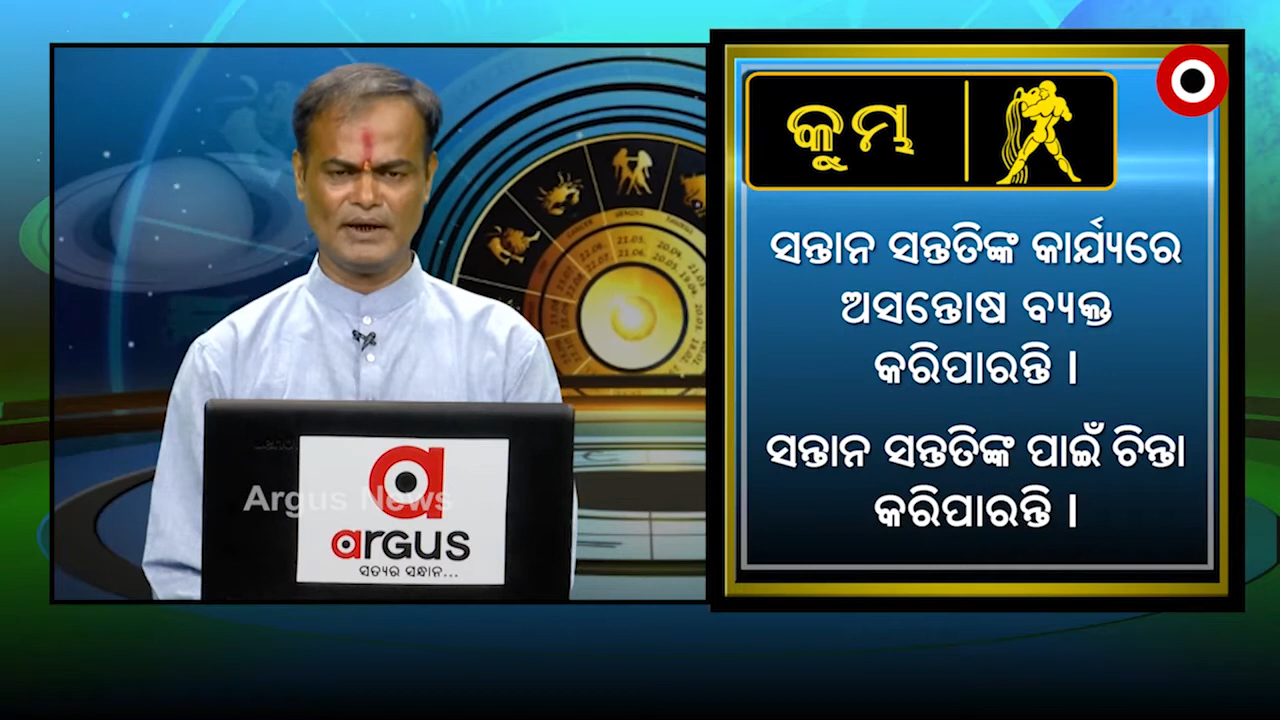 କୁମ୍ଭ
ସନ୍ତାନ ସନ୍ତତିଙ୍କ କାର୍ଯ୍ୟରେ
ଅସନ୍ତୋଷ ବ୍ୟକ୍ତ
କରିପାରନ୍ତି ।
ସନ୍ତାନ ସନ୍ତତିଙ୍କ ପାଇଁ ଚିନ୍ତା
କରିପାରନ୍ତି ।
Argus News
a
arGus
ସତ୍ୟର ସନ୍ଧାନ...